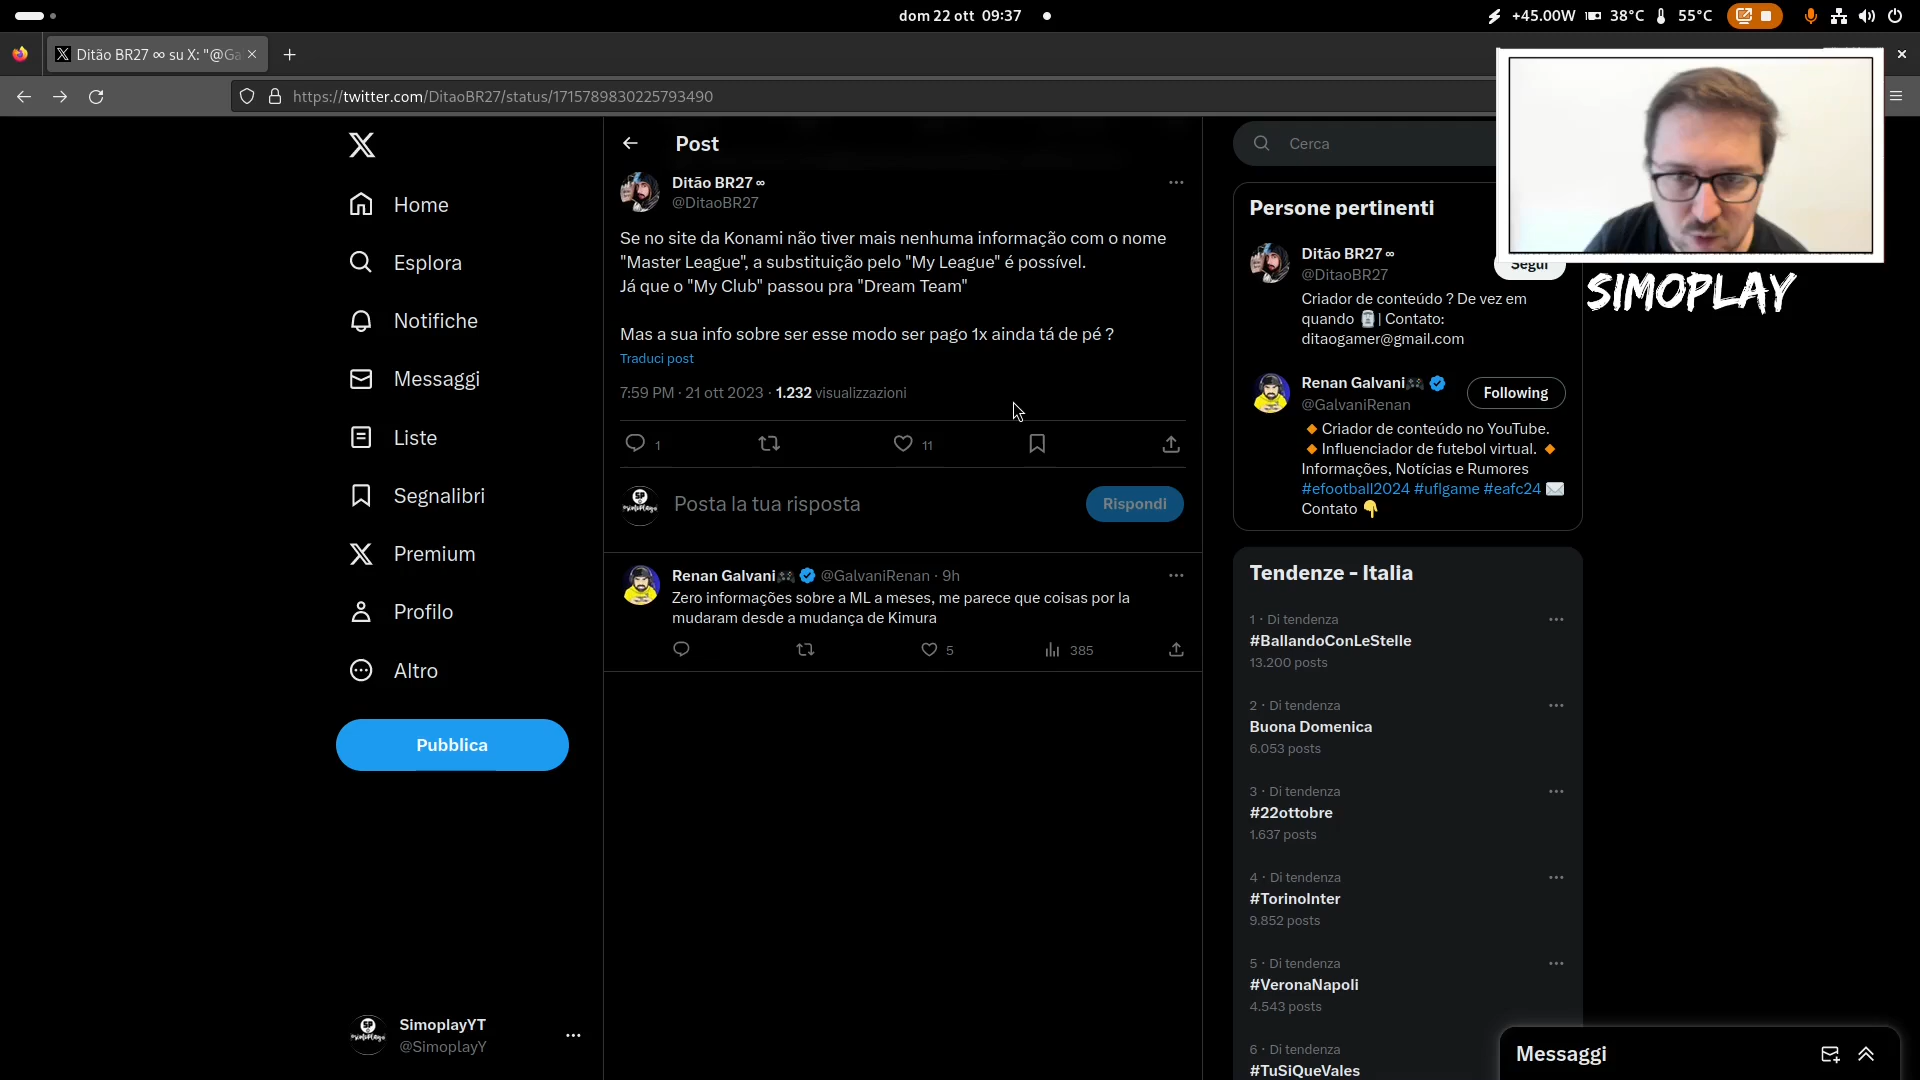 dom 22 ott 09:37
+45.00W 38°C 55°C
Ditão BR27 ∞ su X: "@Ga
https://twitter.com/DitaoBR27/status/1715789830225793490
Home
Esplora
Notifiche
Messaggi
Liste
Segnalibri
Premium
Profilo
Altro
Pubblica
SimoplayYT
@SimoplayY
Post
Ditão BR27 ∞
@DitaoBR27
Se no site da Konami não tiver mais nenhuma informação com o nome
"Master League", a substituição pelo "My League" é possível.
Já que o "My Club" passou pra "Dream Team"
Mas a sua info sobre ser esse modo ser pago 1x ainda tá de pé ?
Traduci post
7:59 PM · 21 ott 2023 · 1.232 visualizzazioni
1
11
Posta la tua risposta
Rispondi
Renan Galvani🎮 @GalvaniRenan · 9h
Zero informações sobre a ML a meses, me parece que coisas por la
mudaram desde a mudança de Kimura
5
385
Cerca
Persone pertinenti
Ditão BR27 ∞
@DitaoBR27
Segui
Criador de conteúdo ? De vez em
quando | Contato:
ditaogamer@gmail.com
Renan Galvani🎮
@GalvaniRenan
Following
🔸Criador de conteúdo no YouTube.
🔸Influenciador de futebol virtual. 🔸
Informações, Notícias e Rumores
#efootball2024 #uflgame #eafc24 ✉️
Contato 👇
SIMOPLAY
Tendenze - Italia
1 · Di tendenza
#BallandoConLeStelle
13.200 posts
2 · Di tendenza
Buona Domenica
6.053 posts
3 · Di tendenza
#22ottobre
1.637 posts
4 · Di tendenza
#TorinoInter
9.852 posts
5 · Di tendenza
#VeronaNapoli
4.543 posts
6 · Di tendenza
#TuSiQueVales
Messaggi